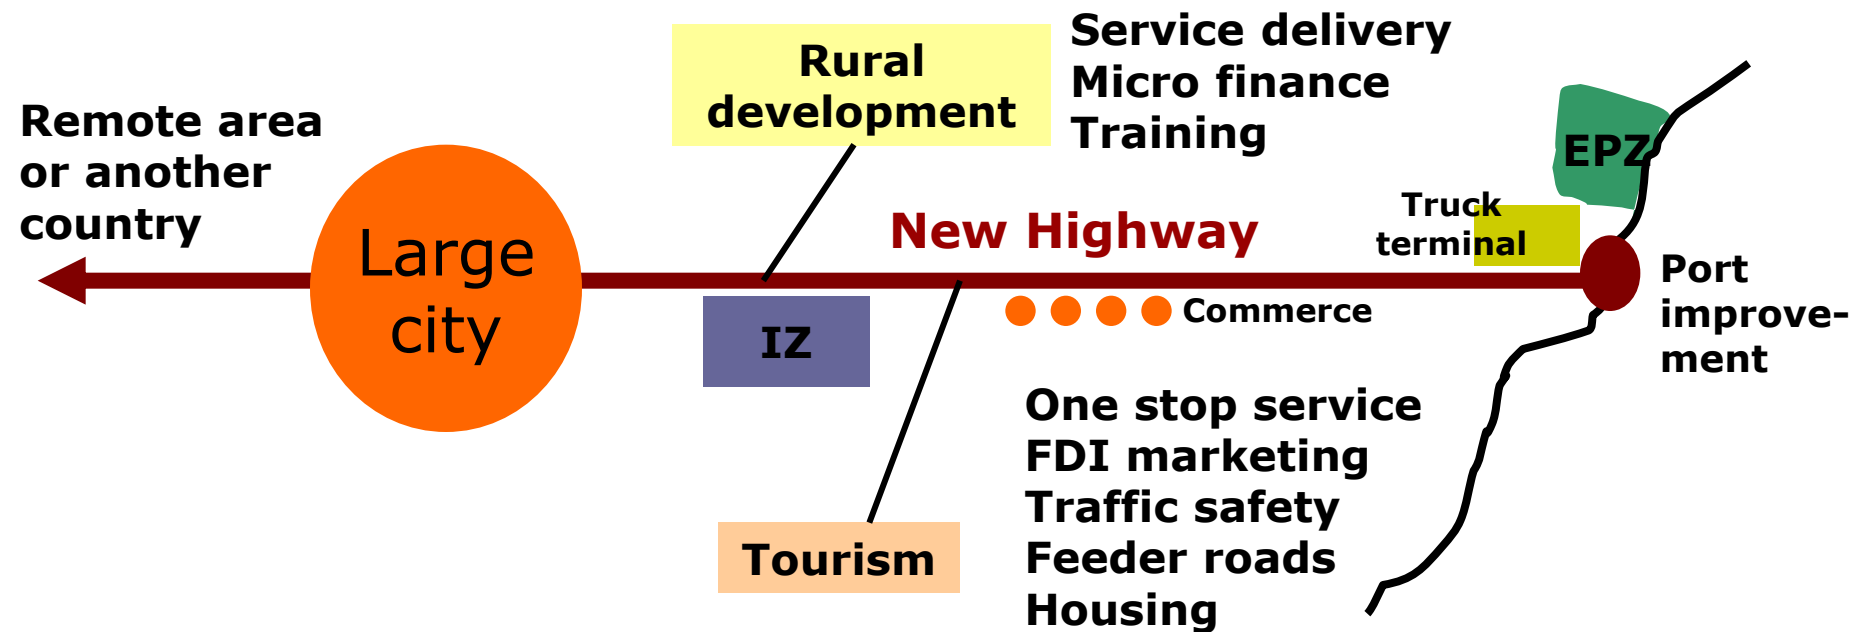 Remote area
or another
country
Large
city
Rural
development
Service delivery
Micro finance
Training
New Highway
IZ
Tourism
Commerce
Truck
terminal
EPZ
Port
improve-
ment
One stop service
FDI marketing
Traffic safety
Feeder roads
Housing